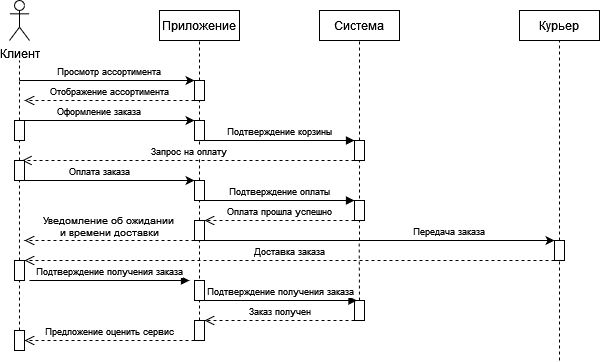 Клиент
Приложение
Система
Курьер
Просмотр ассортимента
Отображение ассортимента
Оформление заказа
Подтверждение корзины
Запрос на оплату
Оплата заказа
Подтверждение оплаты
Оплата прошла успешно
Уведомление об ожидании
и времени доставки
Передача заказа
Доставка заказа
Подтверждение получения заказа
Подтверждение получения заказа
Заказ получен
Предложение оценить сервис